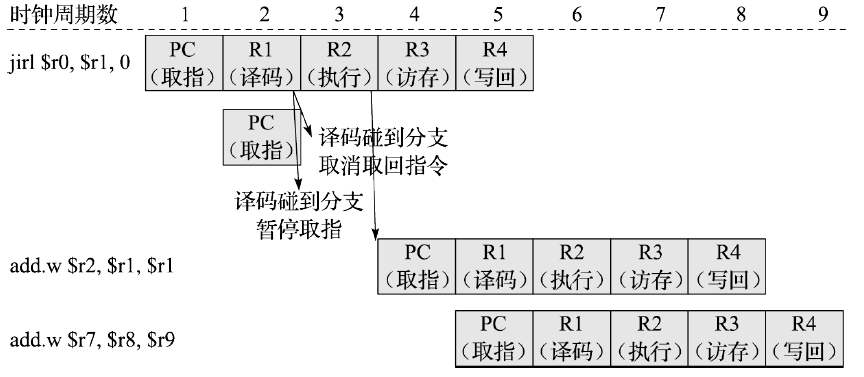 时钟周期数 1 2 3 4 5 6 7 8 9
jirl $r0, $r1, 0
PC R1 R2 R3 R4
(取指) (译码) (执行) (访存) (写回)
PC
(取指)
译码碰到分支
取消取回指令
译码碰到分支
暂停取指
add.w $r2, $r1, $r1
PC R1 R2 R3 R4
(取指) (译码) (执行) (访存) (写回)
add.w $r7, $r8, $r9
PC R1 R2 R3 R4
(取指) (译码) (执行) (访存) (写回)